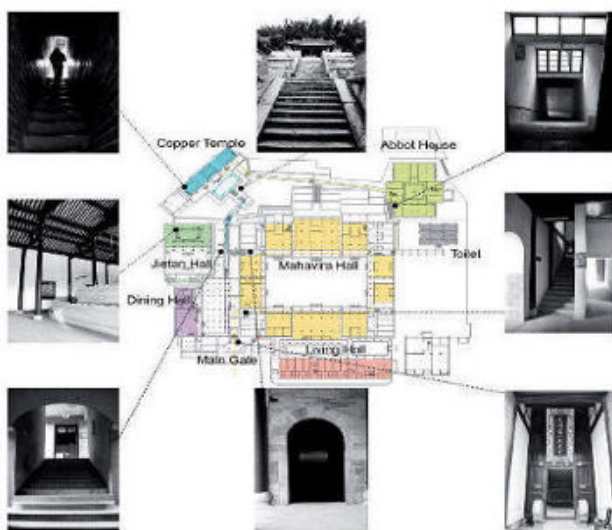 Copper Temple
Abbot House
Jietan Hall
Mahavira Hall
Toilet
Dining Hall
Living Hall
Main Gate